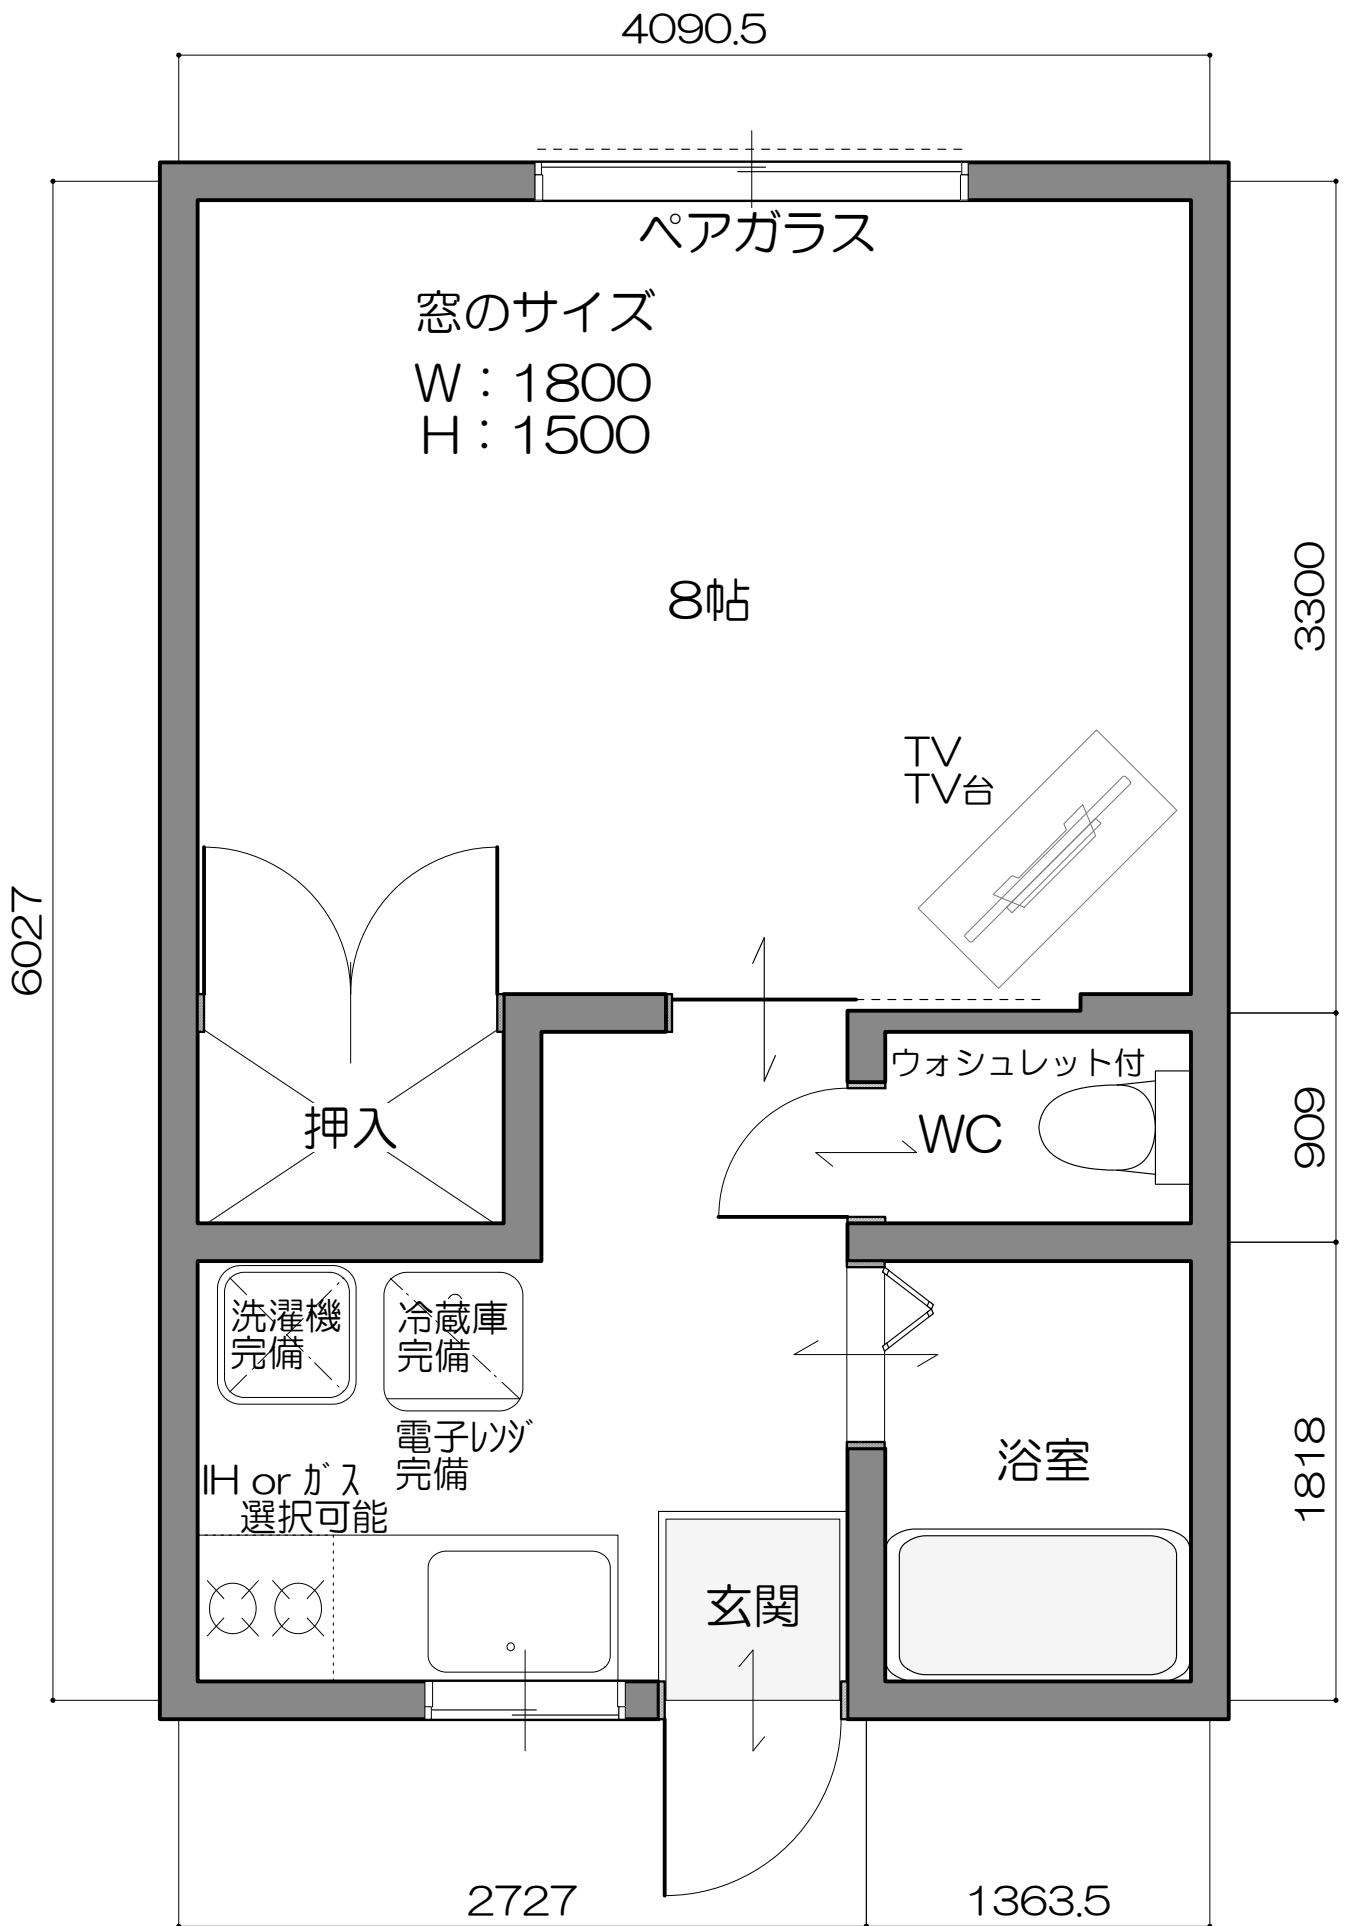 4090.5
ペアガラス
窓のサイズ
W：1800
H：1500
8帖
3300
TV
TV台
6027
ウォシュレット付
WC
909
押入
洗濯機
完備
冷蔵庫
完備
電子レンジ
完備
IH or ガス
選択可能
浴室
1818
玄関
2727
1363.5